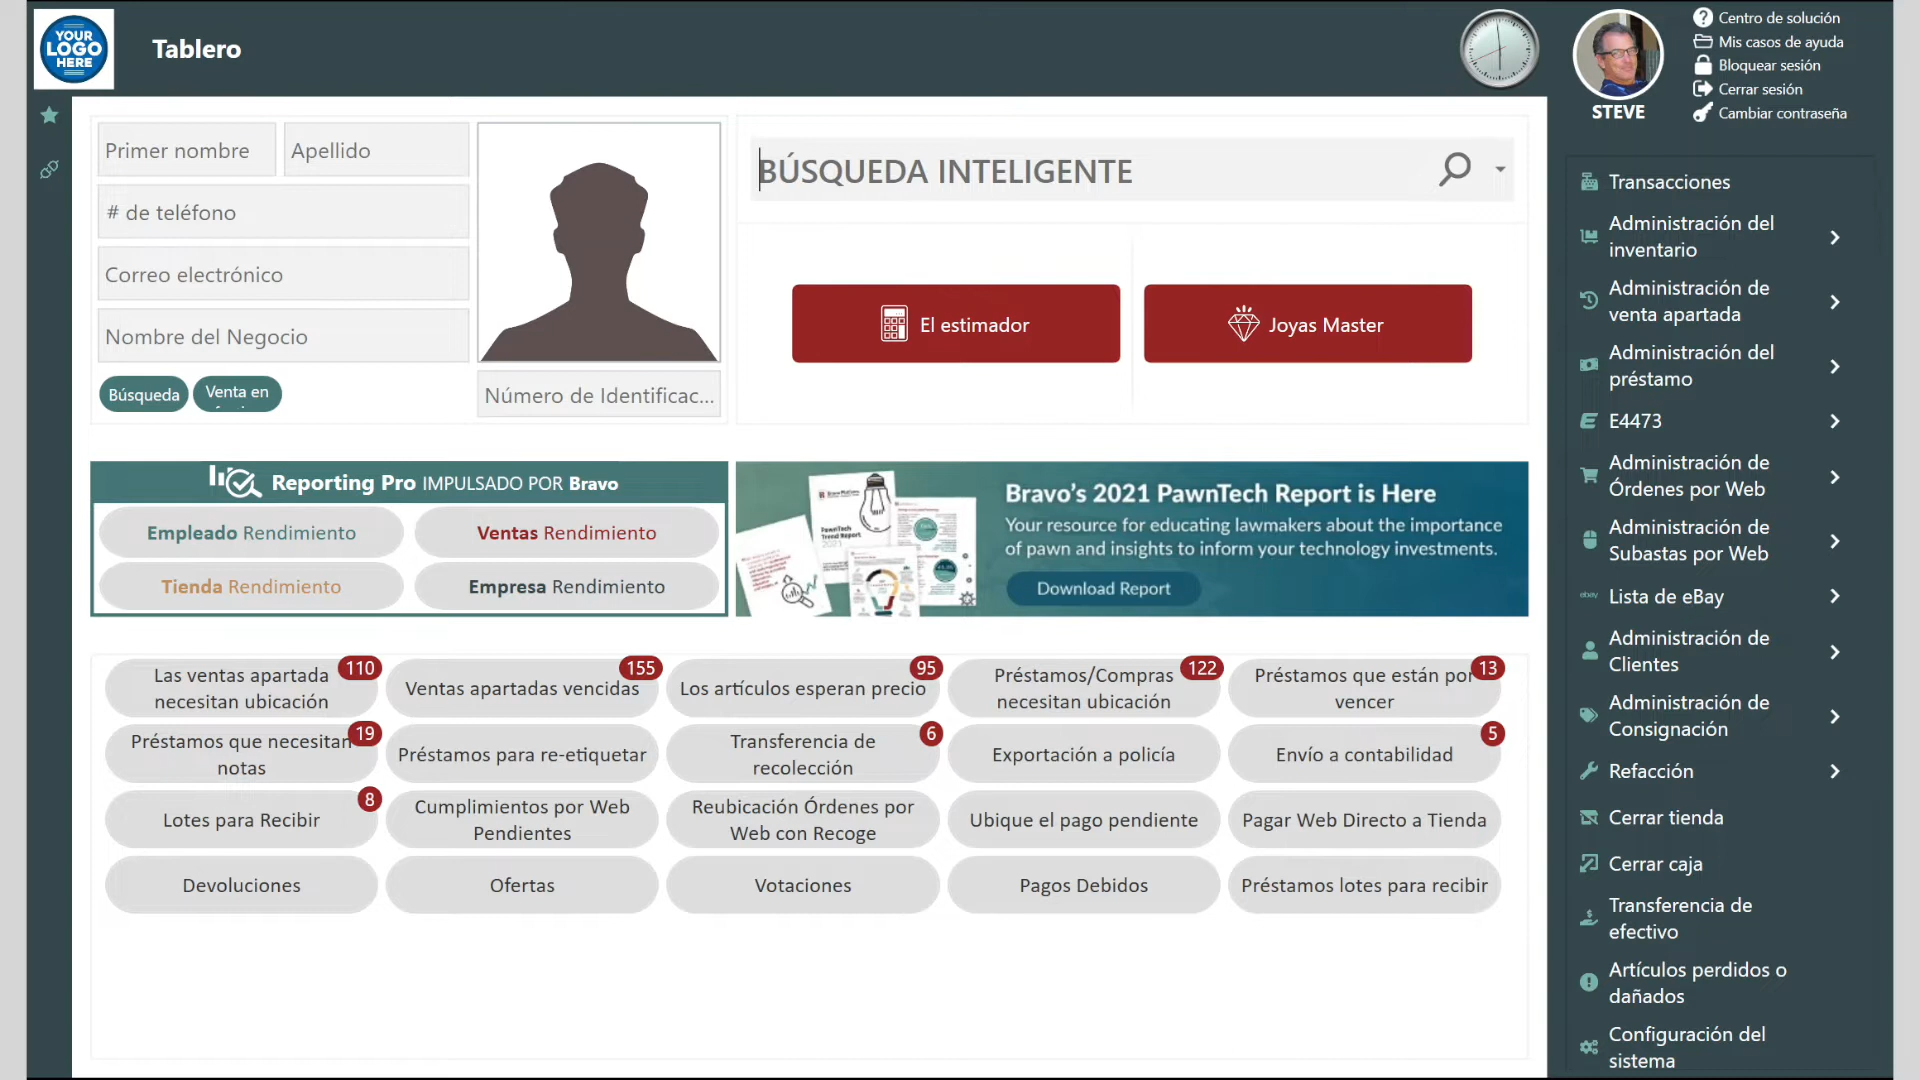 YOUR
LOGO
HERE
Tablero
STEVE
Centro de solución
Mis casos de ayuda
Bloquear sesión
Cerrar sesión
Cambiar contraseña
Primer nombre
Apellido
# de teléfono
Correo electrónico
Nombre del Negocio
Búsqueda
Venta en
Número de Identificac...
BÚSQUEDA INTELIGENTE
El estimador
Joyas Master
Reporting Pro IMPULSADO POR Bravo
Empleado Rendimiento
Ventas Rendimiento
Tienda Rendimiento
Empresa Rendimiento
PawnTech
Trend Report
2021
Bravo's 2021 PawnTech Report is Here
Your resource for educating lawmakers about the importance
of pawn and insights to inform your technology investments.
Download Report
Las ventas apartada
necesitan ubicación
110
Ventas apartadas vencidas
155
Los artículos esperan precio
95
Préstamos/Compras
necesitan ubicación
122
Préstamos que están por
vencer
13
Préstamos que necesitan
notas
19
Préstamos para re-etiquetar
Transferencia de
recolección
6
Exportación a policía
Envío a contabilidad
5
Lotes para Recibir
8
Cumplimientos por Web
Pendientes
Reubicación Órdenes por
Web con Recoge
Ubique el pago pendiente
Pagar Web Directo a Tienda
Devoluciones
Ofertas
Votaciones
Pagos Debidos
Préstamos lotes para recibir
Transacciones
Administración del
inventario
Administración de
venta apartada
Administración del
préstamo
E4473
Administración de
Órdenes por Web
Administración de
Subastas por Web
ebay
Lista de eBay
Administración de
Clientes
Administración de
Consignación
Refacción
Cerrar tienda
Cerrar caja
Transferencia de
efectivo
Artículos perdidos o
dañados
Configuración del
sistema